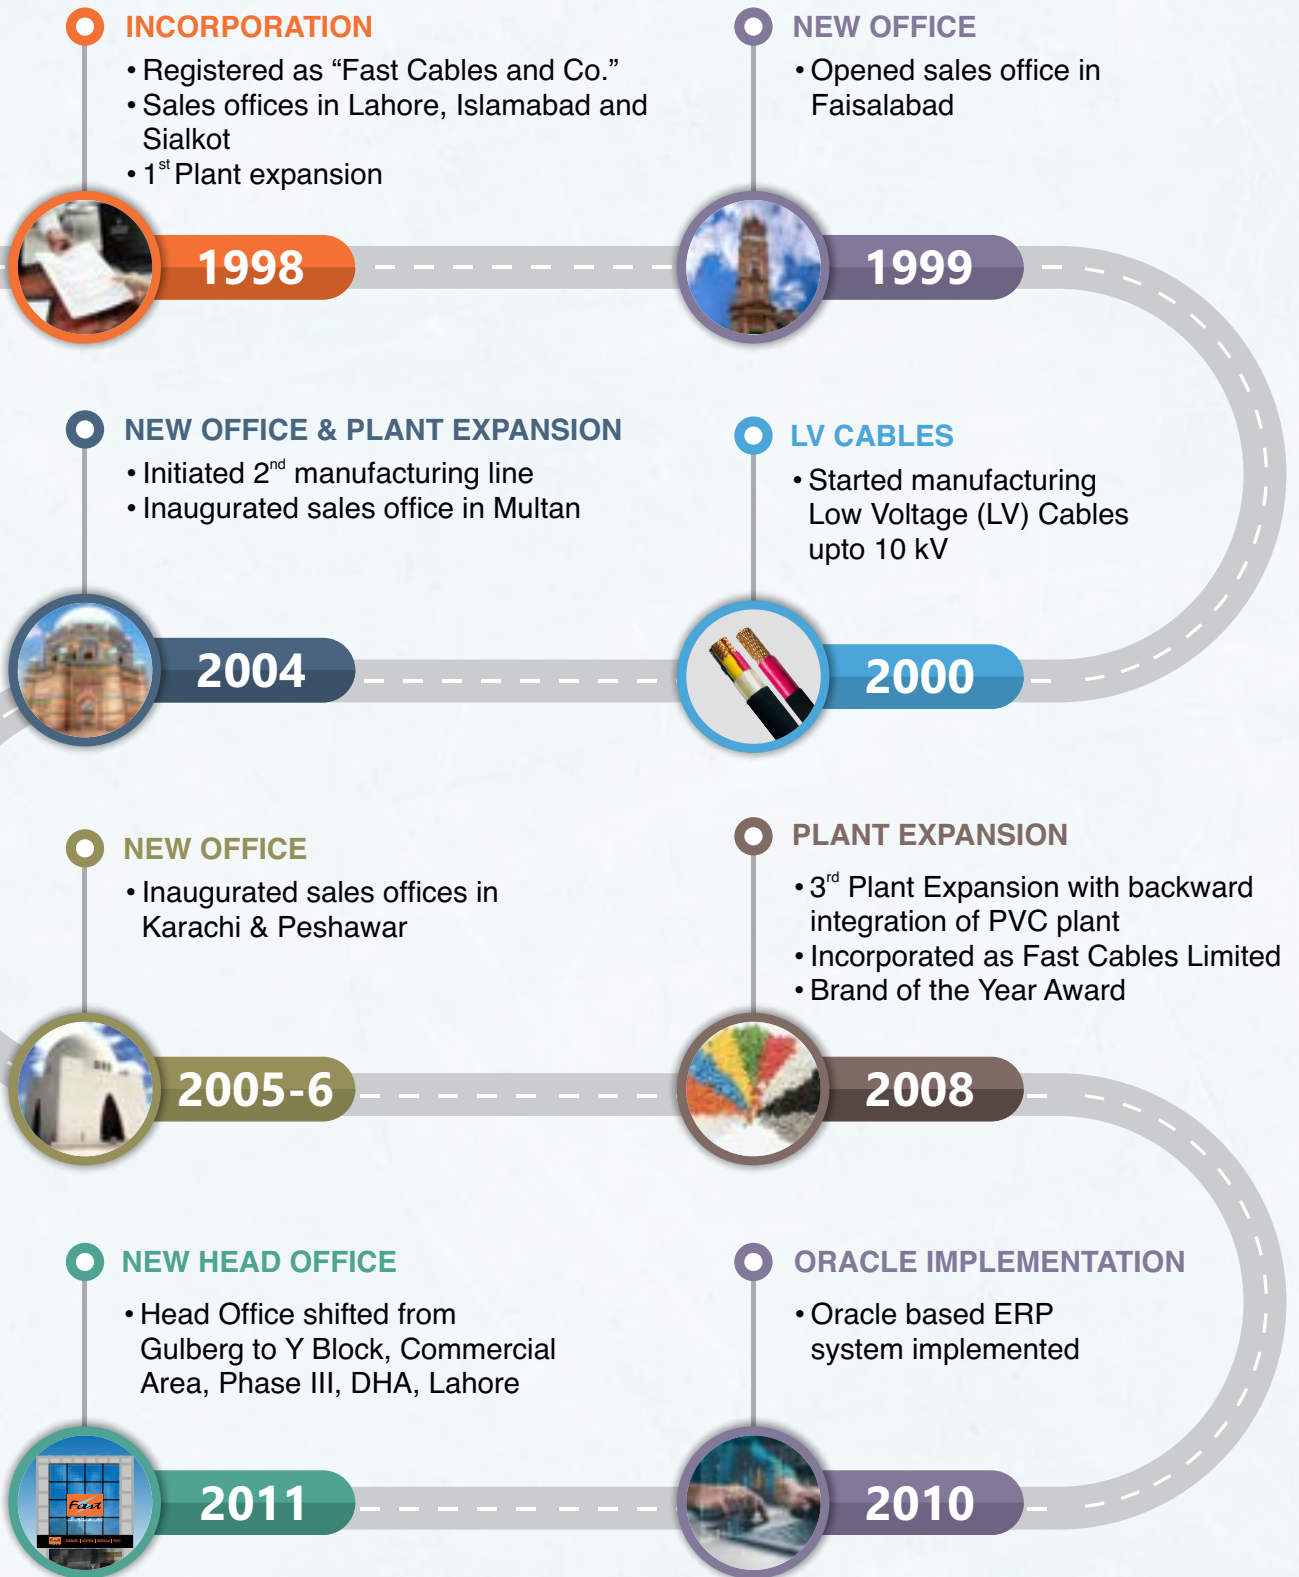 INCORPORATION
• Registered as “Fast Cables and Co.”
• Sales offices in Lahore, Islamabad and
Sialkot
• 1st Plant expansion
1998
NEW OFFICE
• Opened sales office in
Faisalabad
1999
LV CABLES
• Started manufacturing
Low Voltage (LV) Cables
upto 10 kV
2000
NEW OFFICE & PLANT EXPANSION
• Initiated 2nd manufacturing line
• Inaugurated sales office in Multan
2004
NEW OFFICE
• Inaugurated sales offices in
Karachi & Peshawar
2005-6
PLANT EXPANSION
• 3rd Plant Expansion with backward
integration of PVC plant
• Incorporated as Fast Cables Limited
• Brand of the Year Award
2008
ORACLE IMPLEMENTATION
• Oracle based ERP
system implemented
2010
NEW HEAD OFFICE
• Head Office shifted from
Gulberg to Y Block, Commercial
Area, Phase III, DHA, Lahore
2011
Fast